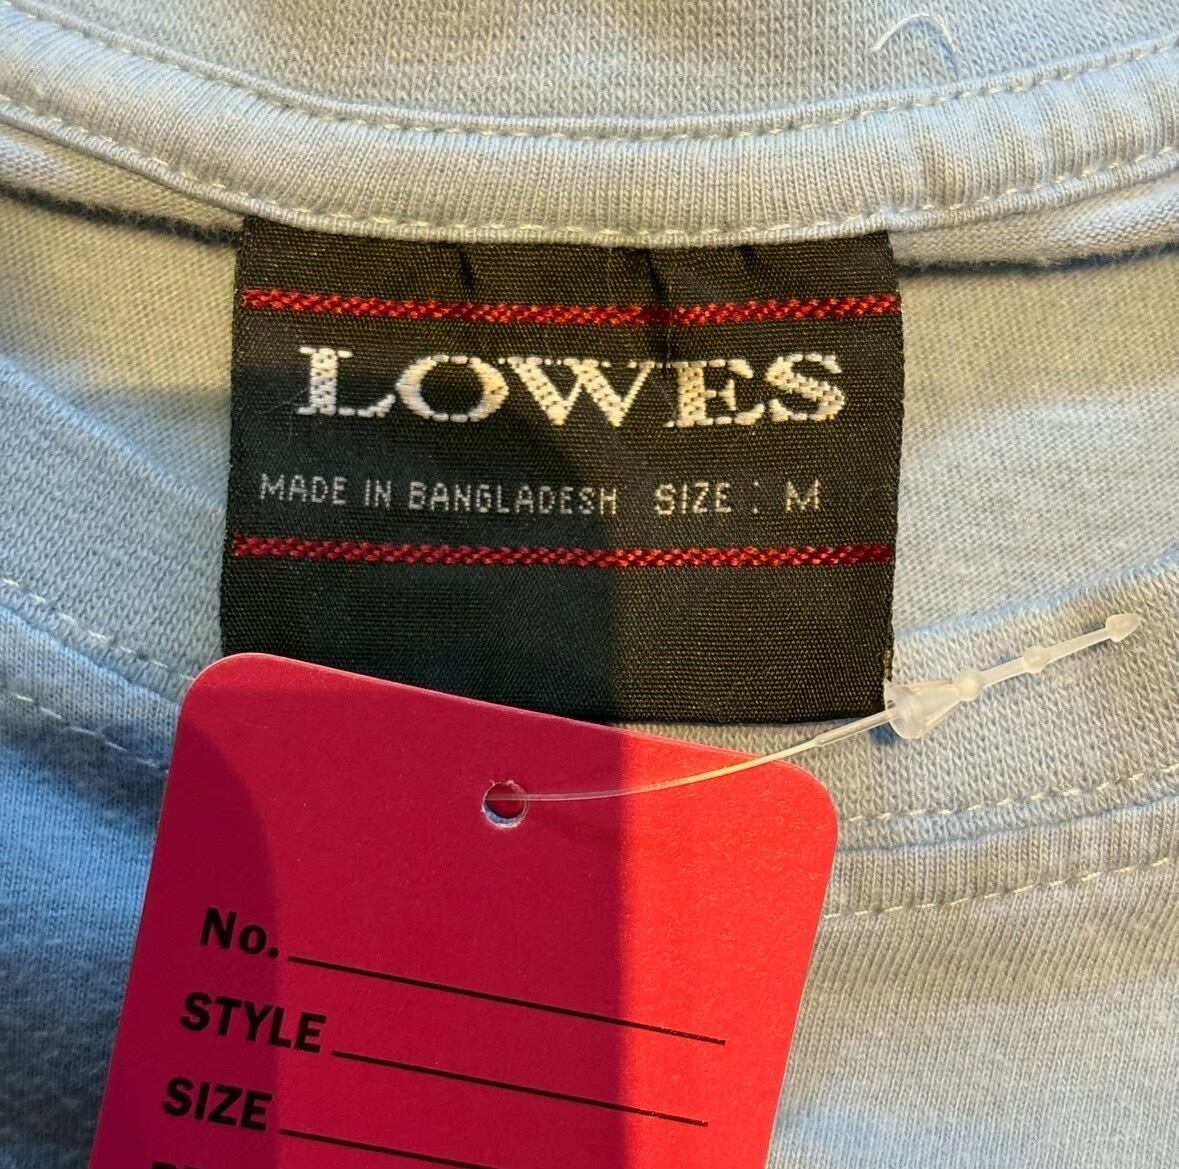 LOWES
MADE IN BANGLADESH SIZE : M
No.
STYLE
SIZE